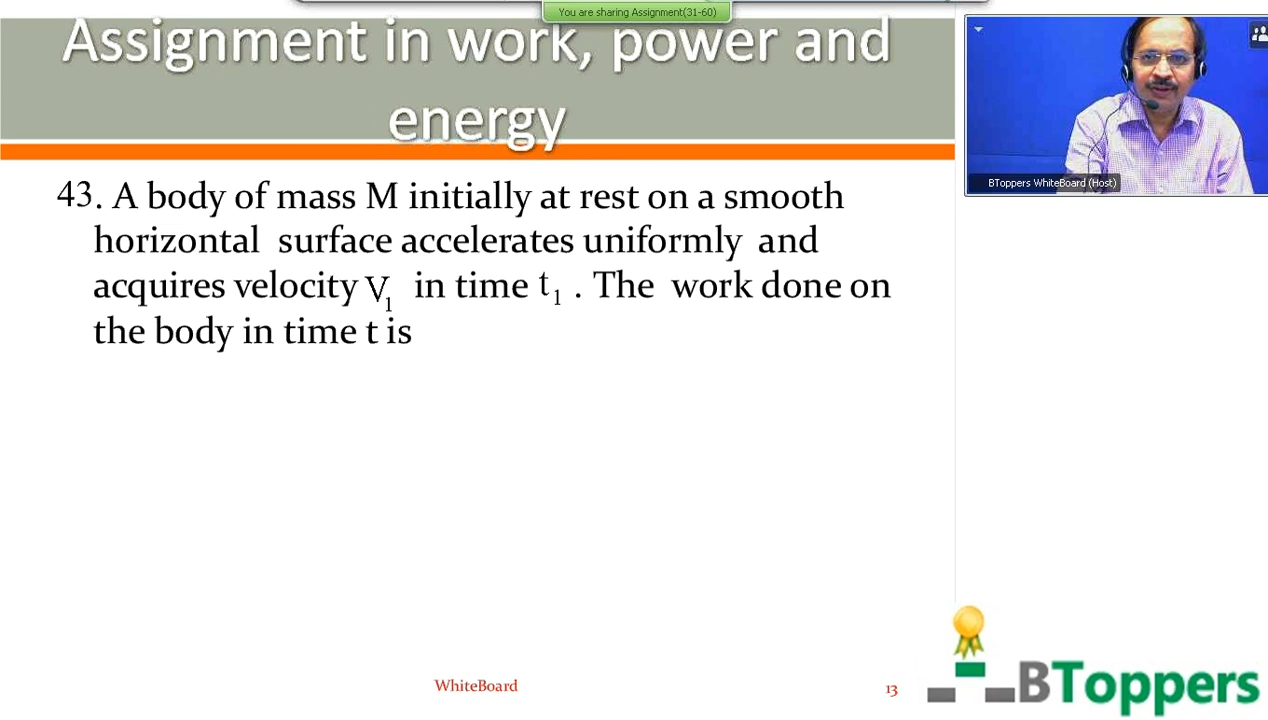 You are sharing Assignment(31-60)
Assignment in work, power and
energy
BToppers WhiteBoard (Host)
43. A body of mass M initially at rest on a smooth
horizontal surface accelerates uniformly and
acquires velocity V₁ in time t₁ . The work done on
the body in time t is
WhiteBoard
13
BToppers